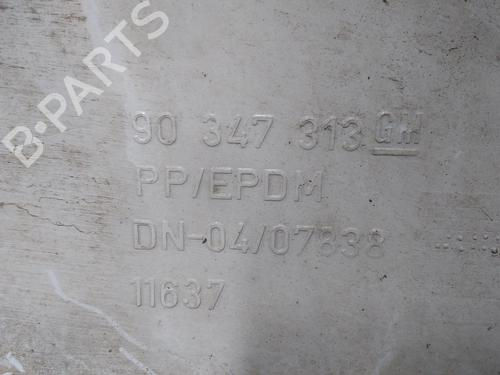 B-PARTS
90 347 313 GM
PP/EPDM
DN-04/07838
11637